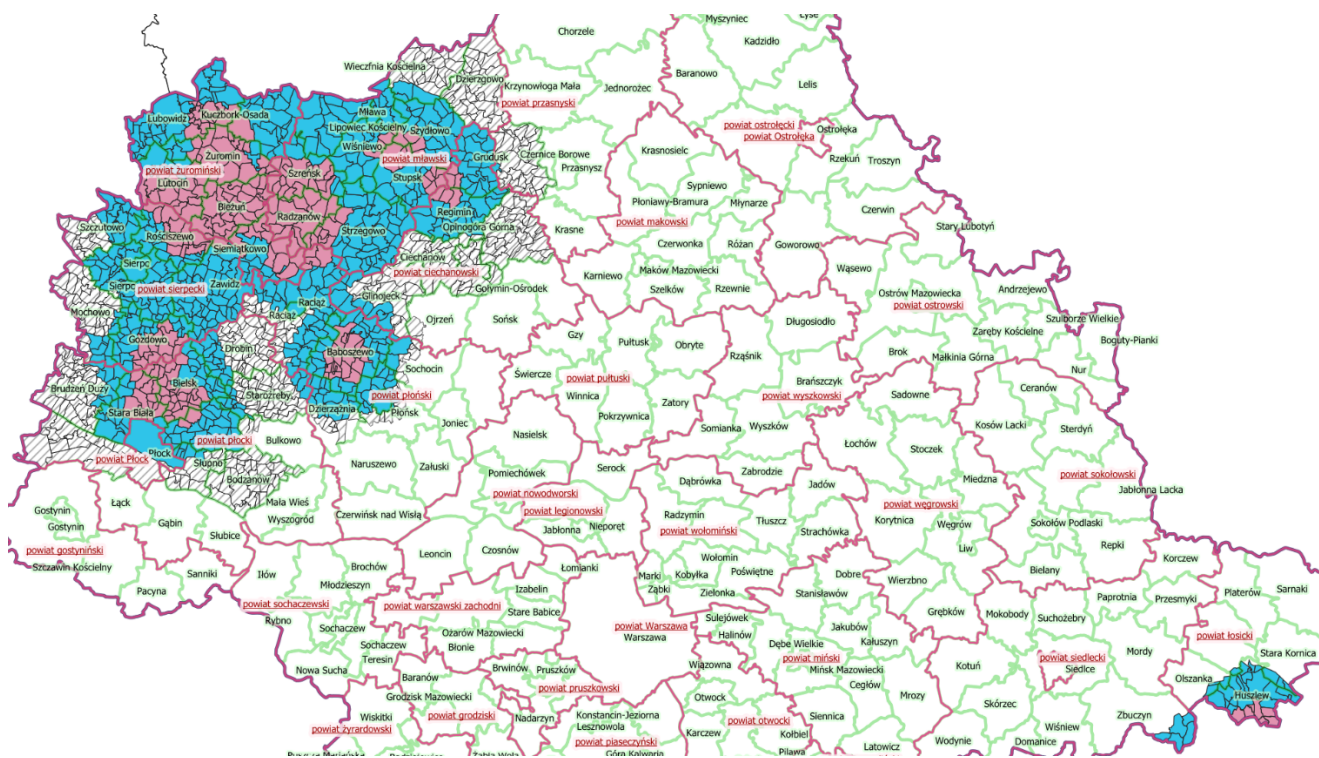 Myszyniec
Łyse
Chorzele
Kadzidło
Wieczfnia Kościelna
Dzierzgowo
Baranowo
Krzynowłoga Mała
Jednorożec
Lelis
powiat przasnyski
Kuczbork-Osada
Lubowidz
Mława
Lipowiec Kościelny
Szydłowo
powiat ostrołęcki
Ostrołęka
powiat Ostrołęka
Wiśniewo
Żuromin
powiat mławski
Grudusk
Czernice Borowe
Krasnosielc
Rzekuń
Troszyn
powiat żuromiński
Przasnysz
Szreńsk
Stupsk
Lutocin
Sypniewo
Bieżuń
Radzanów
Regimin
Płoniawy-Bramura
Młynarze
Czerwin
powiat makowski
Szczutowo
Rościszewo
Strzegowo
Opinogóra Górna
Krasne
Stary Lubotyń
Siemiątkowo
Ciechanów
Czerwonka
Różan
Goworowo
Sierpc
powiat ciechanowski
Karniewo
Maków Mazowiecki
Wąsewo
Sierpc
powiat sierpecki
Zawidz
Gołymin-Ośrodek
Szelków
Rzewnie
Ostrów Mazowiecka
Andrzejewo
Raciąż
Glinojeck
powiat ostrowski
Mochowo
Raciąż
Ojrzeń
Sońsk
Długosiodło
Szulborze Wielkie
Gozdowo
Drobin
Gzy
Pułtusk
Obryte
Zaręby Kościelne
Boguty-Pianki
Baboszewo
Rząśnik
Brok
Małkinia Górna
Sochocin
Świercze
powiat pułtuski
Nur
Brudzeń Duży
Bielsk
Brańszczyk
Ceranów
Staroźreby
powiat płoński
Winnica
Zatory
powiat wyszkowski
Sadowne
Stara Biała
Dzierzążnia
Płońsk
Pokrzywnica
Joniec
Somianka
Wyszków
Kosów Lacki
Sterdyń
powiat płocki
Bulkowo
Nasielsk
Łochów
Płock
powiat Płock
Słupno
Naruszewo
Załuski
Serock
Stoczek
Bodzanów
Pomiechówek
Dąbrówka
Zabrodzie
Miedzna
powiat sokołowski
Jadów
Jabłonna Lacka
Łąck
Mała Wieś
powiat nowodworski
powiat węgrowski
Gostynin
Wyszogród
Czerwińsk nad Wisłą
powiat legionowski
Radzymin
Gąbin
Tłuszcz
Korytnica
Węgrów
Sokołów Podlaski
Gostynin
Jabłonna
Nieporęt
powiat wołomiński
Strachówka
Słubice
Liw
Repki
powiat gostyniński
Leoncin
Czosnów
Wołomin
Korczew
Szczawin Kościelny
Sanniki
Iłów
Brochów
Łomianki
Marki
Kobyłka
Poświętne
Dobre
Wierzbno
Bielany
Pacyna
Młodzieszyn
Izabelin
Ząbki
Zielonka
Stanisławów
Paprotnia
Przesmyki
Platerów
Sarnaki
powiat sochaczewski
powiat warszawski zachodni
Stare Babice
Grębków
Mokobody
Suchożebry
Rybno
Sulejówek
Sochaczew
Ożarów Mazowiecki
powiat Warszawa
Halinów
Jakubów
powiat łosicki
Sochaczew
Błonie
Warszawa
Dębe Wielkie
Kałuszyn
Mordy
Stara Kornica
Nowa Sucha
Teresin
Brwinów
Pruszków
Wiązowna
powiat miński
Kotuń
powiat siedlecki
Baranów
Mińsk Mazowiecki
Siedlce
Olszanka
Grodzisk Mazowiecki
powiat pruszkowski
Otwock
Cegłów
Mrozy
Huszlew
Wiskitki
powiat grodziski
Nadarzyn
Konstancin-Jeziorna
powiat otwocki
Siennica
Skórzec
Zbuczyn
powiat żyrardowski
Lesznowola
Karczew
Kołbiel
Wiśniew
powiat piaseczyński
Latowicz
Wodynie
Domanice
Żabia Wola
Góra Kalwaria
Pilawa